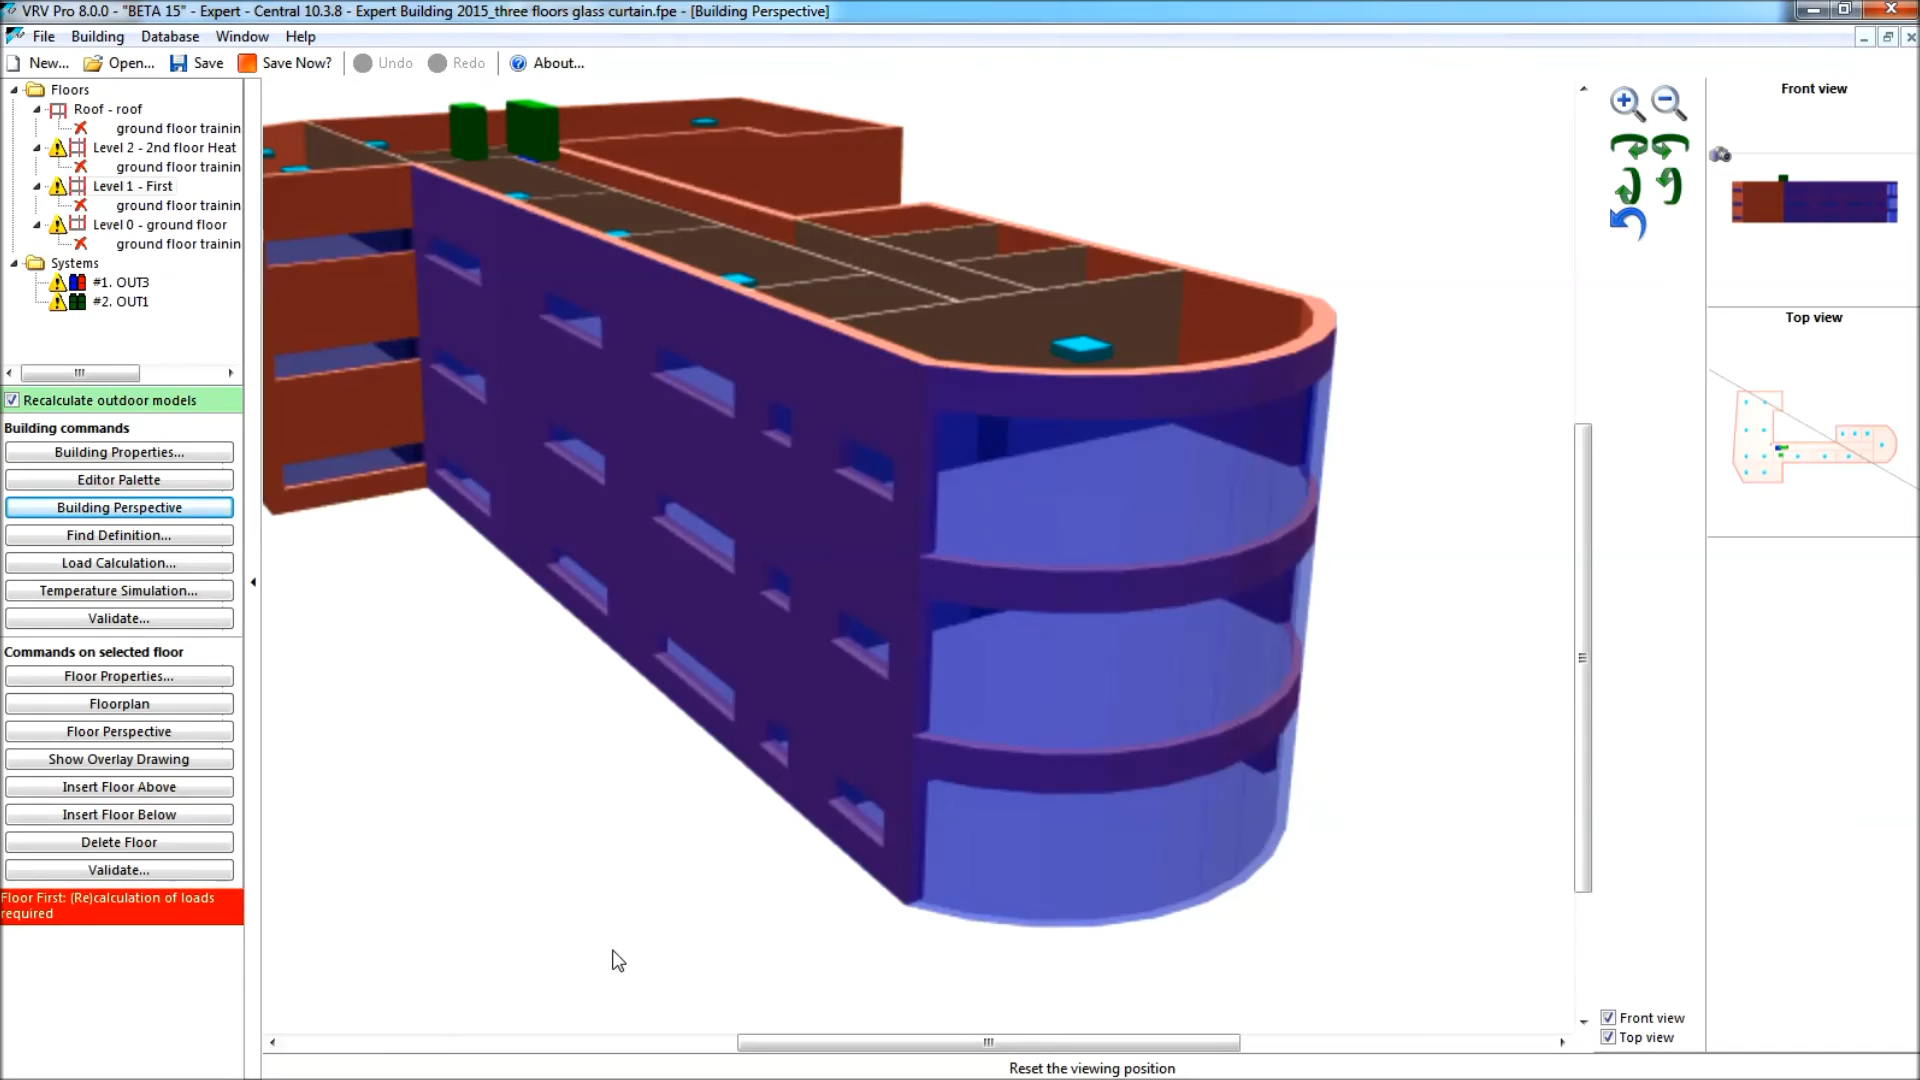 VRV Pro 8.0.0 - "BETA 15" - Expert - Central 10.3.8 - Expert Building 2015_three floors glass curtain.fpe - [Building Perspective]
File Building Database Window Help
New... Open... Save Save Now? Undo Redo About...
Floors
Roof - roof
ground floor trainin
Level 2 - 2nd floor Heat
ground floor trainin
Level 1 - First
ground floor trainin
Level 0 - ground floor
ground floor trainin
Systems
#1. OUT3
#2. OUT1
Recalculate outdoor models
Building commands
Building Properties...
Editor Palette
Building Perspective
Find Definition...
Load Calculation...
Temperature Simulation...
Validate...
Commands on selected floor
Floor Properties...
Floorplan
Floor Perspective
Show Overlay Drawing
Insert Floor Above
Insert Floor Below
Delete Floor
Validate...
Floor First: (Re)calculation of loads
required
Front view
Top view
Front view
Top view
Reset the viewing position